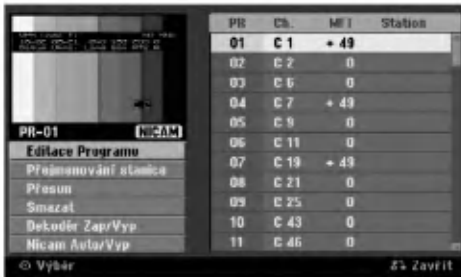 PR Ch. MFT Station
01 C 1 + 49
02 C 2 0
03 C 6 0
04 C 7 + 49
05 C 9 0
06 C 11 0
07 C 19 + 49
08 C 21 0
09 C 25 0
10 C 43 0
11 C 46 0
PR-01 NICAM
Editace Programu
Přejmenování stanice
Přesun
Smazat
Dekodér Zap/Vyp
Nicam Auto/Vyp
Výběr
Zavřít